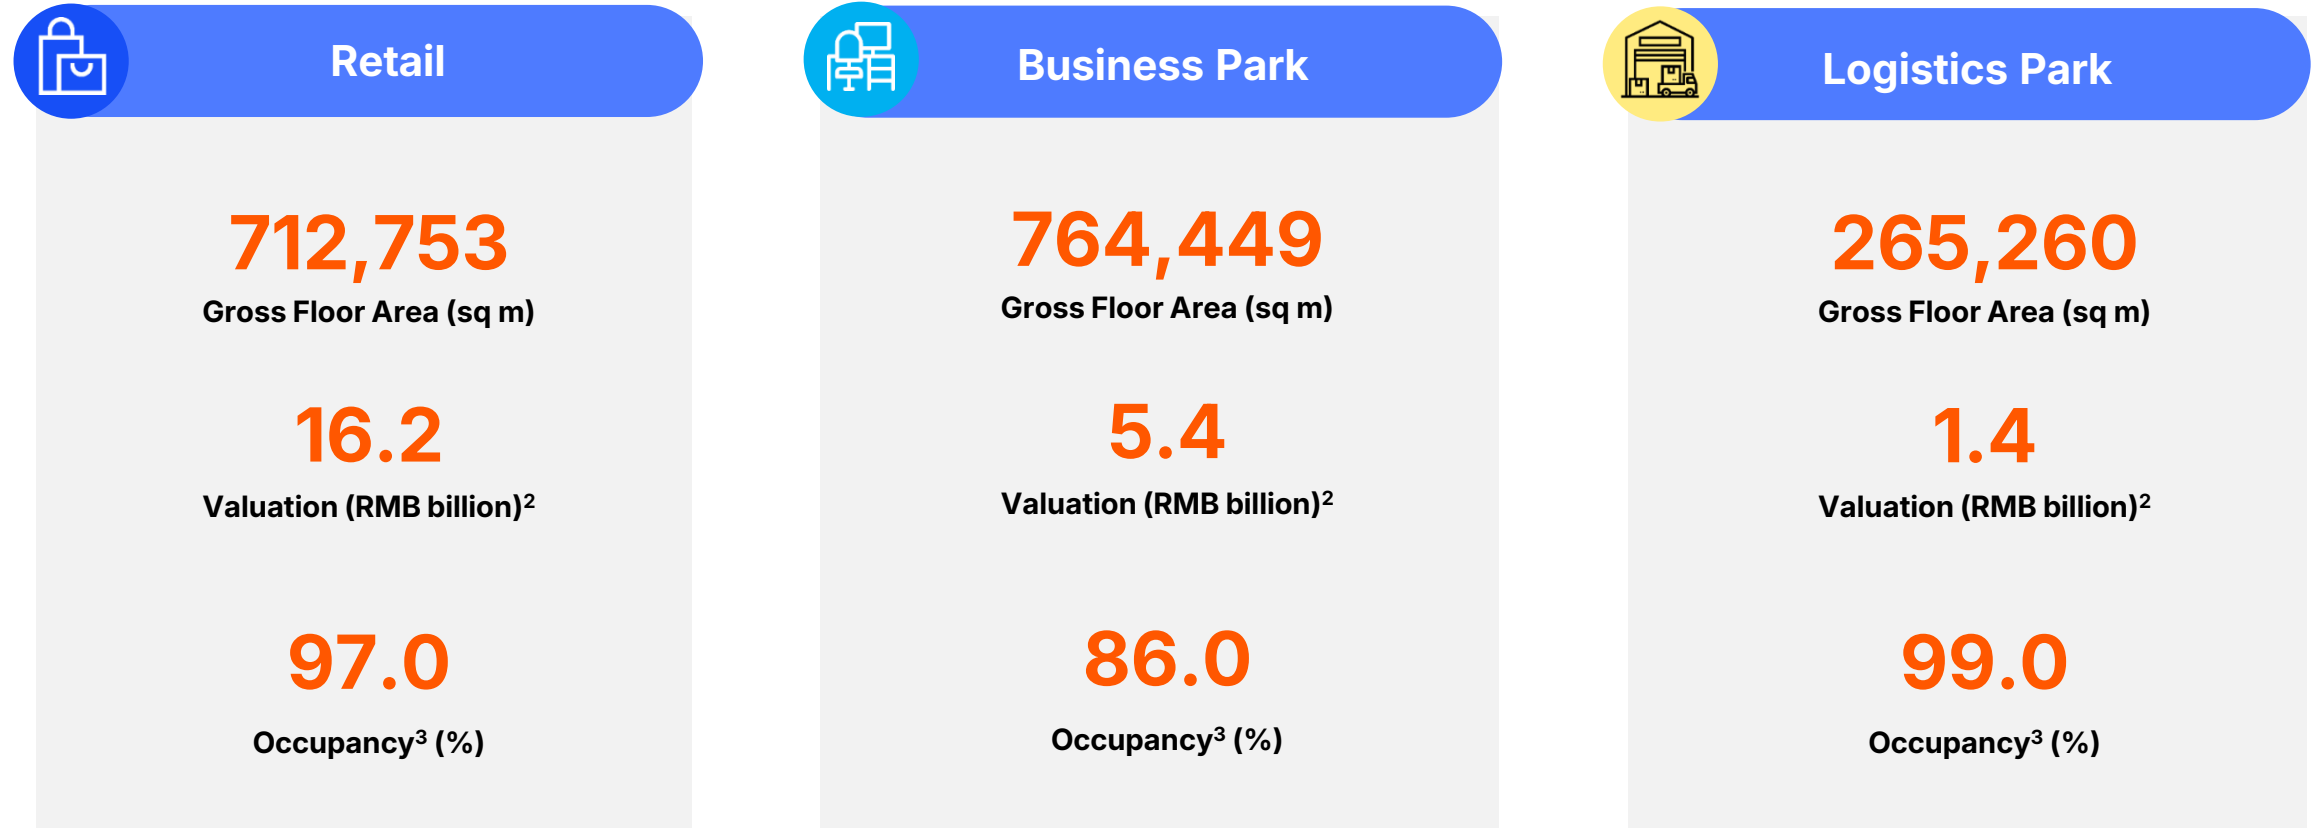 Retail
712,753
Gross Floor Area (sq m)
16.2
Valuation (RMB billion)²
97.0
Occupancy³ (%)
Business Park
764,449
Gross Floor Area (sq m)
5.4
Valuation (RMB billion)²
86.0
Occupancy³ (%)
Logistics Park
265,260
Gross Floor Area (sq m)
1.4
Valuation (RMB billion)²
99.0
Occupancy³ (%)